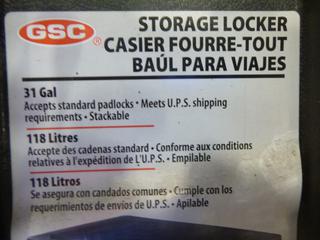 GSC®
STORAGE LOCKER
CASIER FOURRE-TOUT
BAÚL PARA VIAJES
31 Gal
Accepts standard padlocks • Meets U.P.S. shipping
requirements • Stackable
118 Litres
Accepte des cadenas standard • Conforme aux conditions
relatives à l'expédition de L'U.P.S. • Empilable
118 Litros
Se asegura con candados comunes • Cumple con los
requerimientos de envios de U.P.S. • Apilable